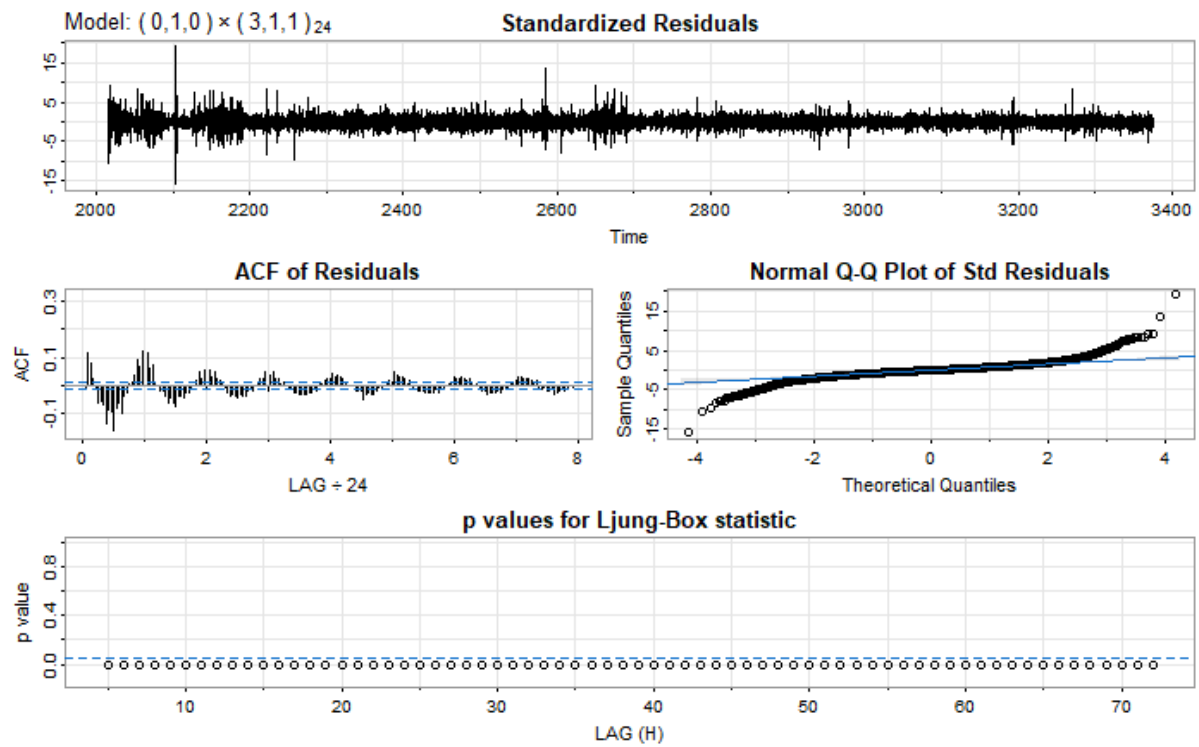 Model: ( 0,1,0 ) × ( 3,1,1 ) 24
Standardized Residuals
15
5
-5
-15
2000 2200 2400 2600 2800 3000 3200 3400
Time
ACF of Residuals
ACF
0.3
0.1
-0.1
0 2 4 6 8
LAG ÷ 24
Normal Q-Q Plot of Std Residuals
Sample Quantiles
15
5
-5
-15
-4 -2 0 2 4
Theoretical Quantiles
p values for Ljung-Box statistic
p value
0.8
0.4
0.0
10 20 30 40 50 60 70
LAG (H)